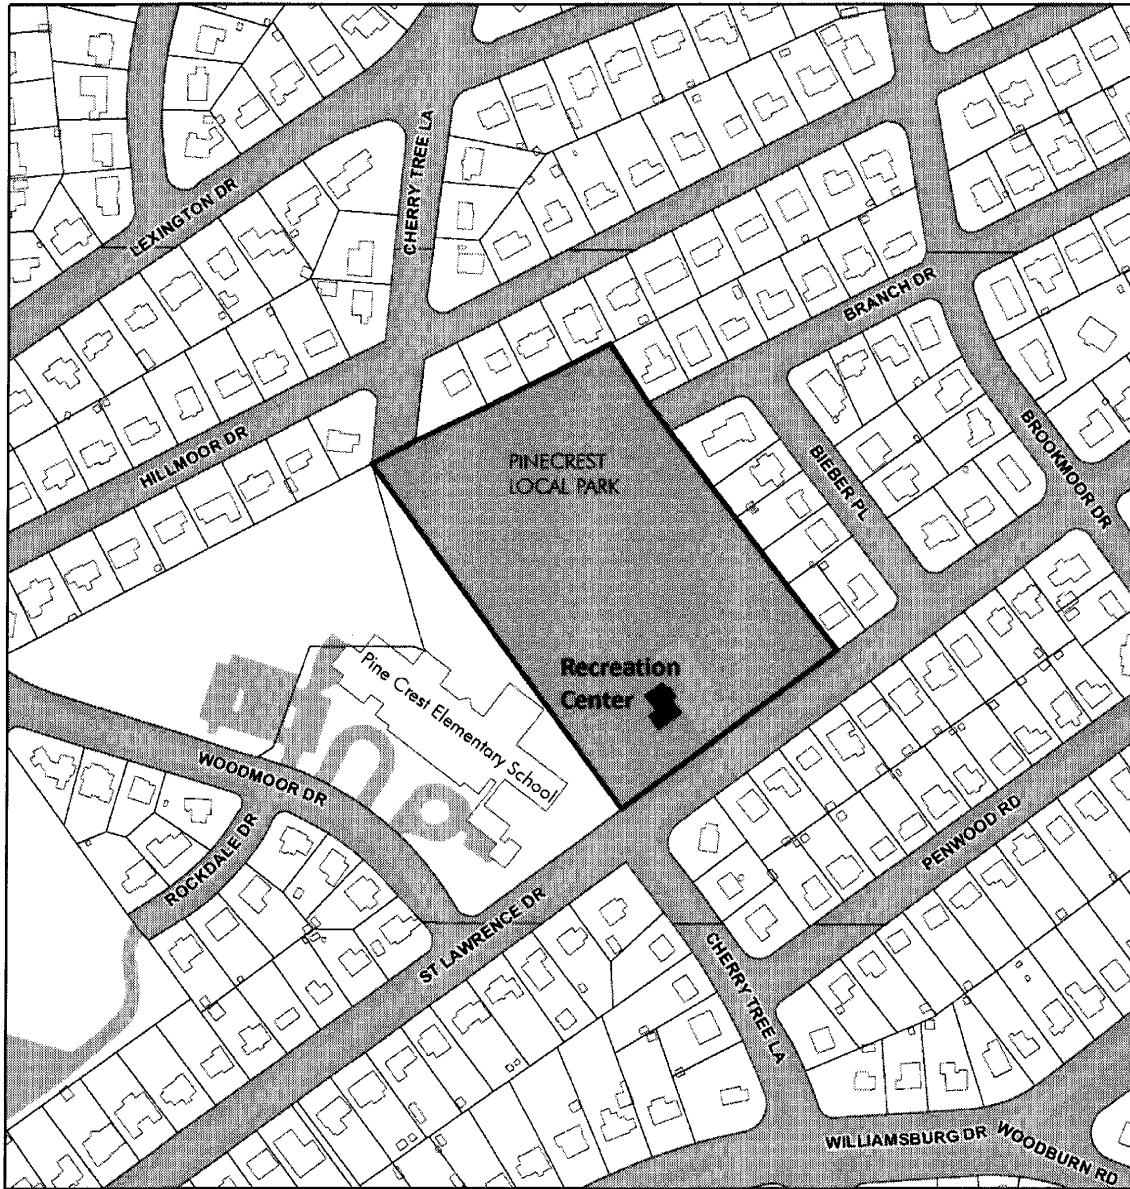 CHERRY TREE LA
LEXINGTON DR
BRANCH DR
HILLMOOR DR
PINECREST
LOCAL PARK
BIEBER PL
BROOKMOOR DR
Pine Crest Elementary School
Recreation
Center
WOODMOOR DR
ROCKDALE DR
PENWOOD RD
ST LAWRENCE DR
CHERRY TREE LA
WILLIAMSBURG DR
WOODBURN RD